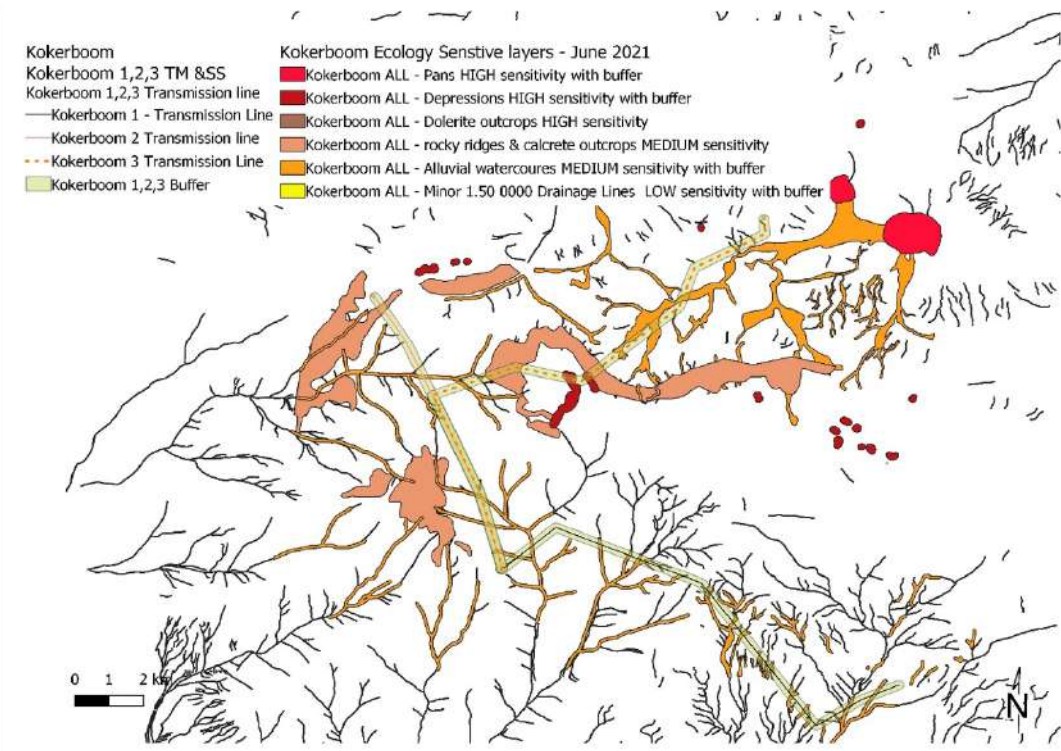 Kokerboom
Kokerboom 1,2,3 TM &SS
Kokerboom 1,2,3 Transmission line
Kokerboom 1 - Transmission Line
Kokerboom 2 Transmission line
Kokerboom 3 Transmission Line
Kokerboom 1,2,3 Buffer
Kokerboom Ecology Senstive layers - June 2021
Kokerboom ALL - Pans HIGH sensitivity with buffer
Kokerboom ALL - Depressions HIGH sensitivity with buffer
Kokerboom ALL - Dolerite outcrops HIGH sensitivity
Kokerboom ALL - rocky ridges & calcrete outcrops MEDIUM sensitivity
Kokerboom ALL - Alluvial watercoures MEDIUM sensitivity with buffer
Kokerboom ALL - Minor 1.50 0000 Drainage Lines LOW sensitivity with buffer
0 1 2 km
N